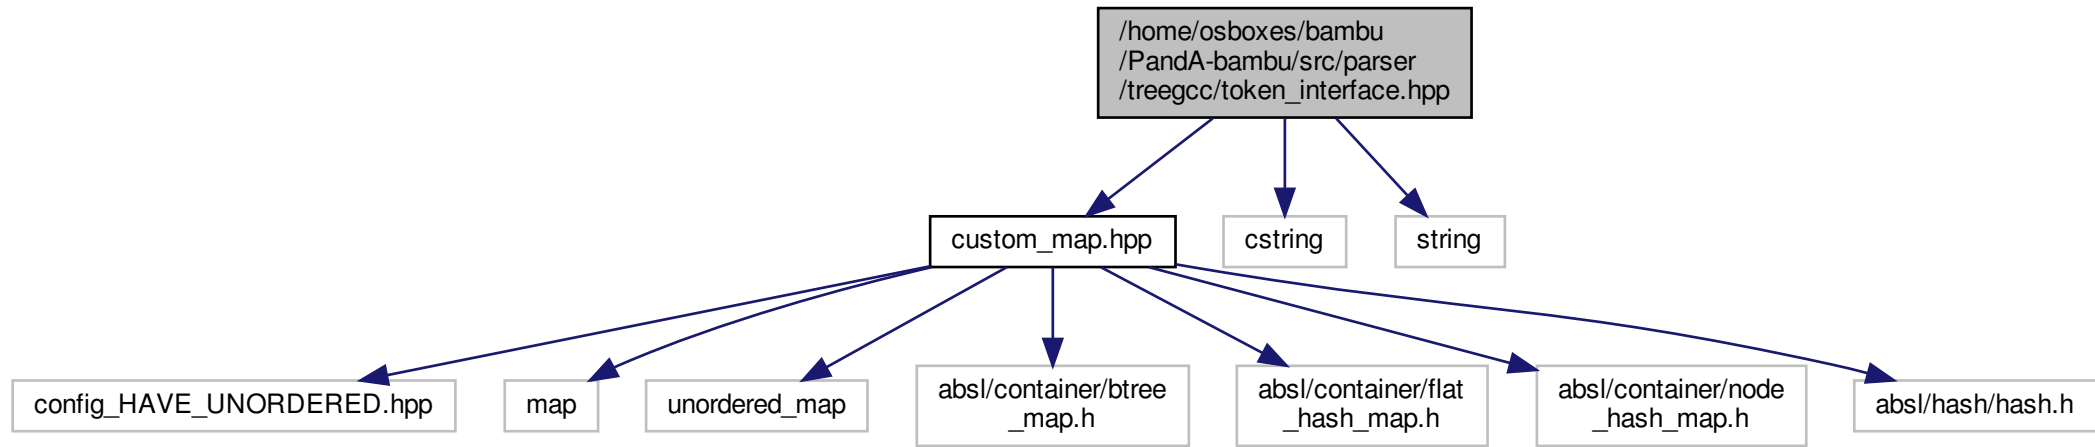 /home/osboxes/bambu
/PandA-bambu/src/parser
/treegcc/token_interface.hpp
custom_map.hpp
cstring
string
config_HAVE_UNORDERED.hpp
map
unordered_map
absl/container/btree
_map.h
absl/container/flat
_hash_map.h
absl/container/node
_hash_map.h
absl/hash/hash.h